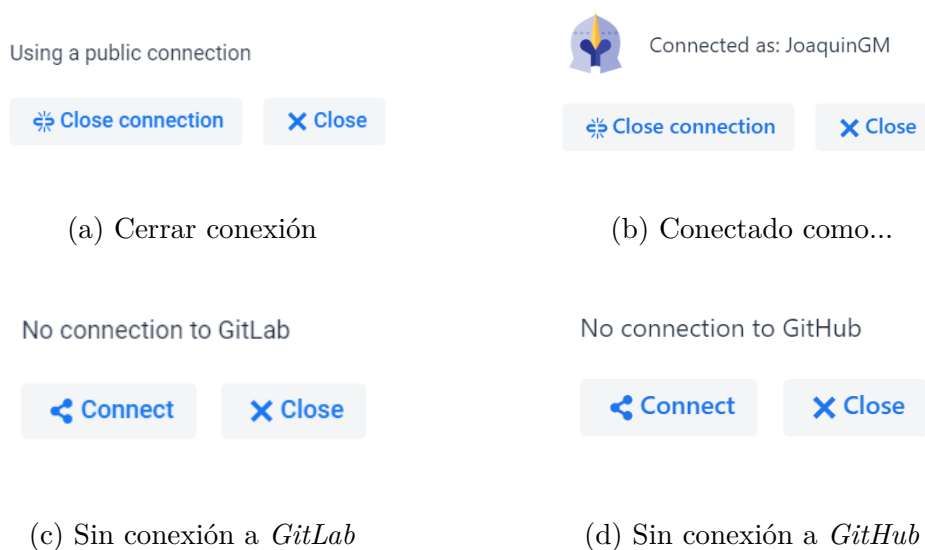 Using a public connection
Close connection
Close
(a) Cerrar conexión
Connected as: JoaquinGM
Close connection
Close
(b) Conectado como...
No connection to GitLab
Connect
Close
(c) Sin conexión a GitLab
No connection to GitHub
Connect
Close
(d) Sin conexión a GitHub